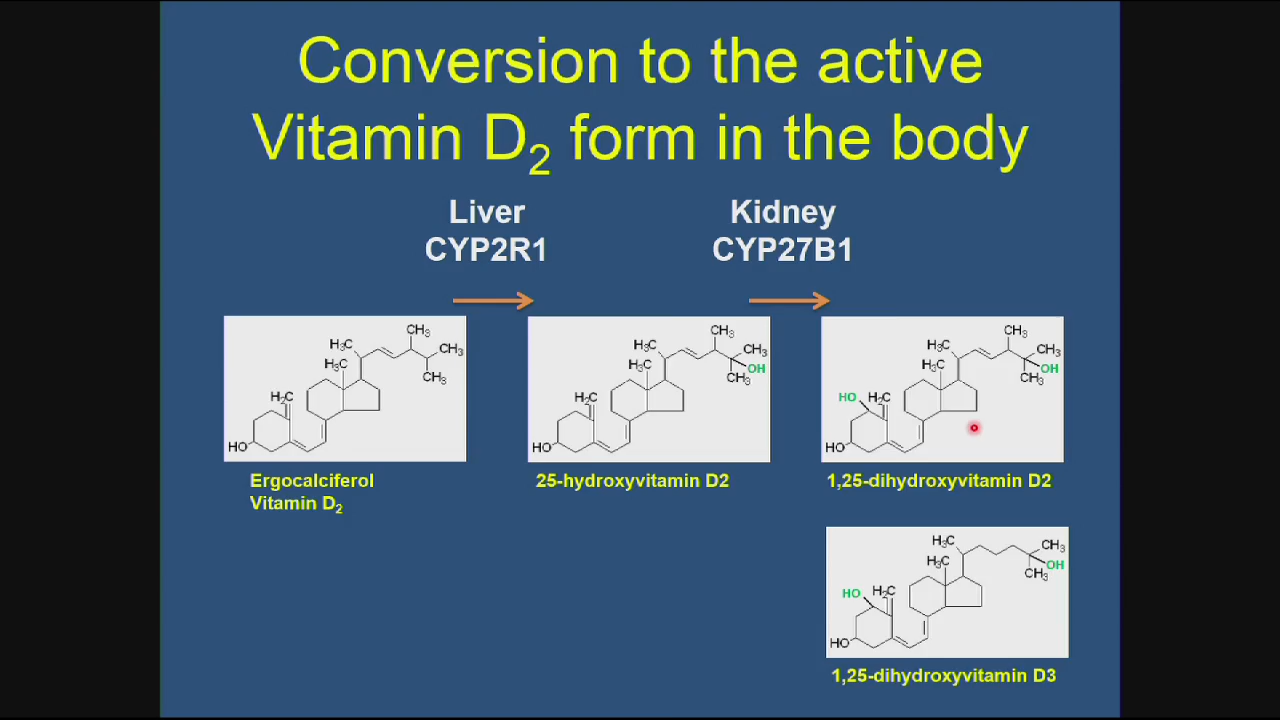 Conversion to the active
Vitamin D₂ form in the body
Liver
CYP2R1
Kidney
CYP27B1
CH₃
H₃C
CH₃
H₃C
CH₃
H₂C
HO
Ergocalciferol
Vitamin D₂
CH₃
H₃C
CH₃
H₃C
OH
CH₃
H₂C
HO
25-hydroxyvitamin D2
CH₃
H₃C
CH₃
H₃C
OH
CH₃
HO
H₂C
HO
1,25-dihydroxyvitamin D2
H₃C
CH₃
H₃C
OH
CH₃
HO
H₂C
HO
1,25-dihydroxyvitamin D3